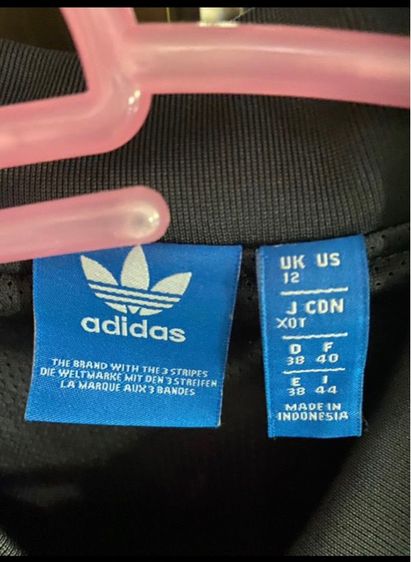 adidas
THE BRAND WITH THE 3 STRIPES
DIE WELTMARKE MIT DEN 3 STREIFEN
LA MARQUE AUX 3 BANDES
UK US
12
J CDN
XOT
D F
38 40
E I
38 44
MADE IN
INDONESIA